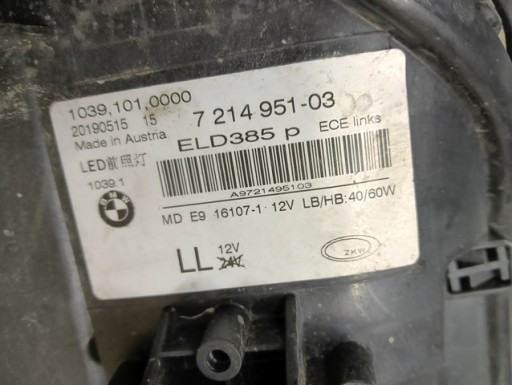 1039,101,0000
20190515 15
Made in Austria
7 214 951-03
ELD385 p
ECE links
LED前照灯
1039.1
A9721495103
BMW
MD E9 16107-1 12V LB/HB:40/60W
LL
12V
24V
ZKW